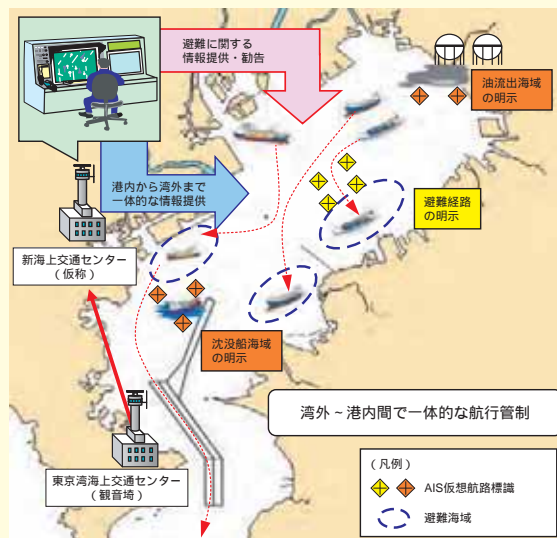 避難に関する
情報提供・勧告
油流出海域
の明示
港内から湾外まで
一体的な情報提供
避難経路
の明示
新海上交通センター
（仮称）
沈没船海域
の明示
湾外～港内間で一体的な航行管制
東京湾海上交通センター
（観音埼）
（凡例）
AIS仮想航路標識
避難海域